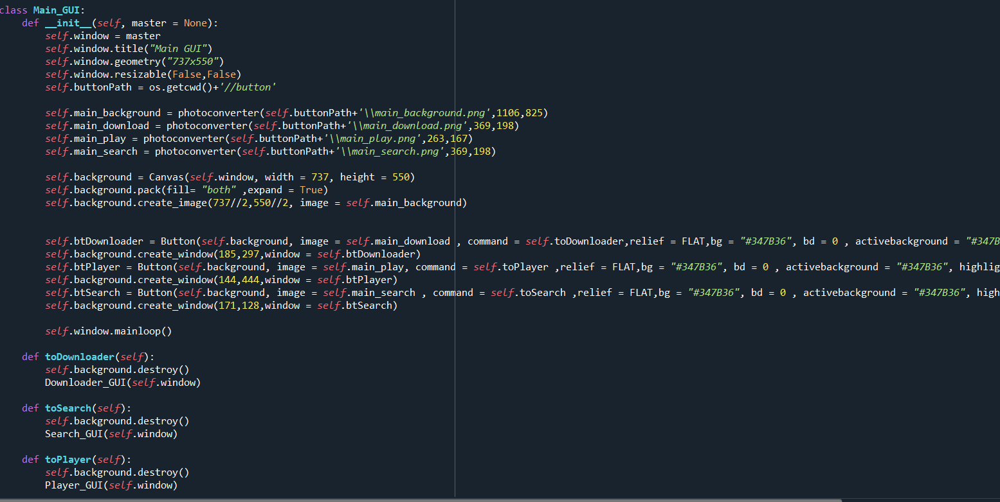 class Main_GUI:
    def __init__(self, master = None):
        self.window = master
        self.window.title("Main GUI")
        self.window.geometry("737x550")
        self.window.resizable(False,False)
        self.buttonPath = os.getcwd()+'//button'

        self.main_background = photoconverter(self.buttonPath+'\\main_background.png',1106,825)
        self.main_download = photoconverter(self.buttonPath+'\\main_download.png',369,198)
        self.main_play = photoconverter(self.buttonPath+'\\main_play.png',263,167)
        self.main_search = photoconverter(self.buttonPath+'\\main_search.png',369,198)

        self.background = Canvas(self.window, width = 737, height = 550)
        self.background.pack(fill= "both" ,expand = True)
        self.background.create_image(737//2,550//2, image = self.main_background)

        self.btDownloader = Button(self.background, image = self.main_download , command = self.toDownloader,relief = FLAT,bg = "#347B36", bd = 0 , activebackground = "#347B
        self.background.create_window(185,297,window = self.btDownloader)
        self.btPlayer = Button(self.background, image = self.main_play, command = self.toPlayer ,relief = FLAT,bg = "#347B36", bd = 0 , activebackground = "#347B36", highlig
        self.background.create_window(144,444,window = self.btPlayer)
        self.btSearch = Button(self.background, image = self.main_search , command = self.toSearch ,relief = FLAT,bg = "#347B36", bd = 0 , activebackground = "#347B36", high
        self.background.create_window(171,128,window = self.btSearch)

        self.window.mainloop()

    def toDownloader(self):
        self.background.destroy()
        Downloader_GUI(self.window)

    def toSearch(self):
        self.background.destroy()
        Search_GUI(self.window)

    def toPlayer(self):
        self.background.destroy()
        Player_GUI(self.window)